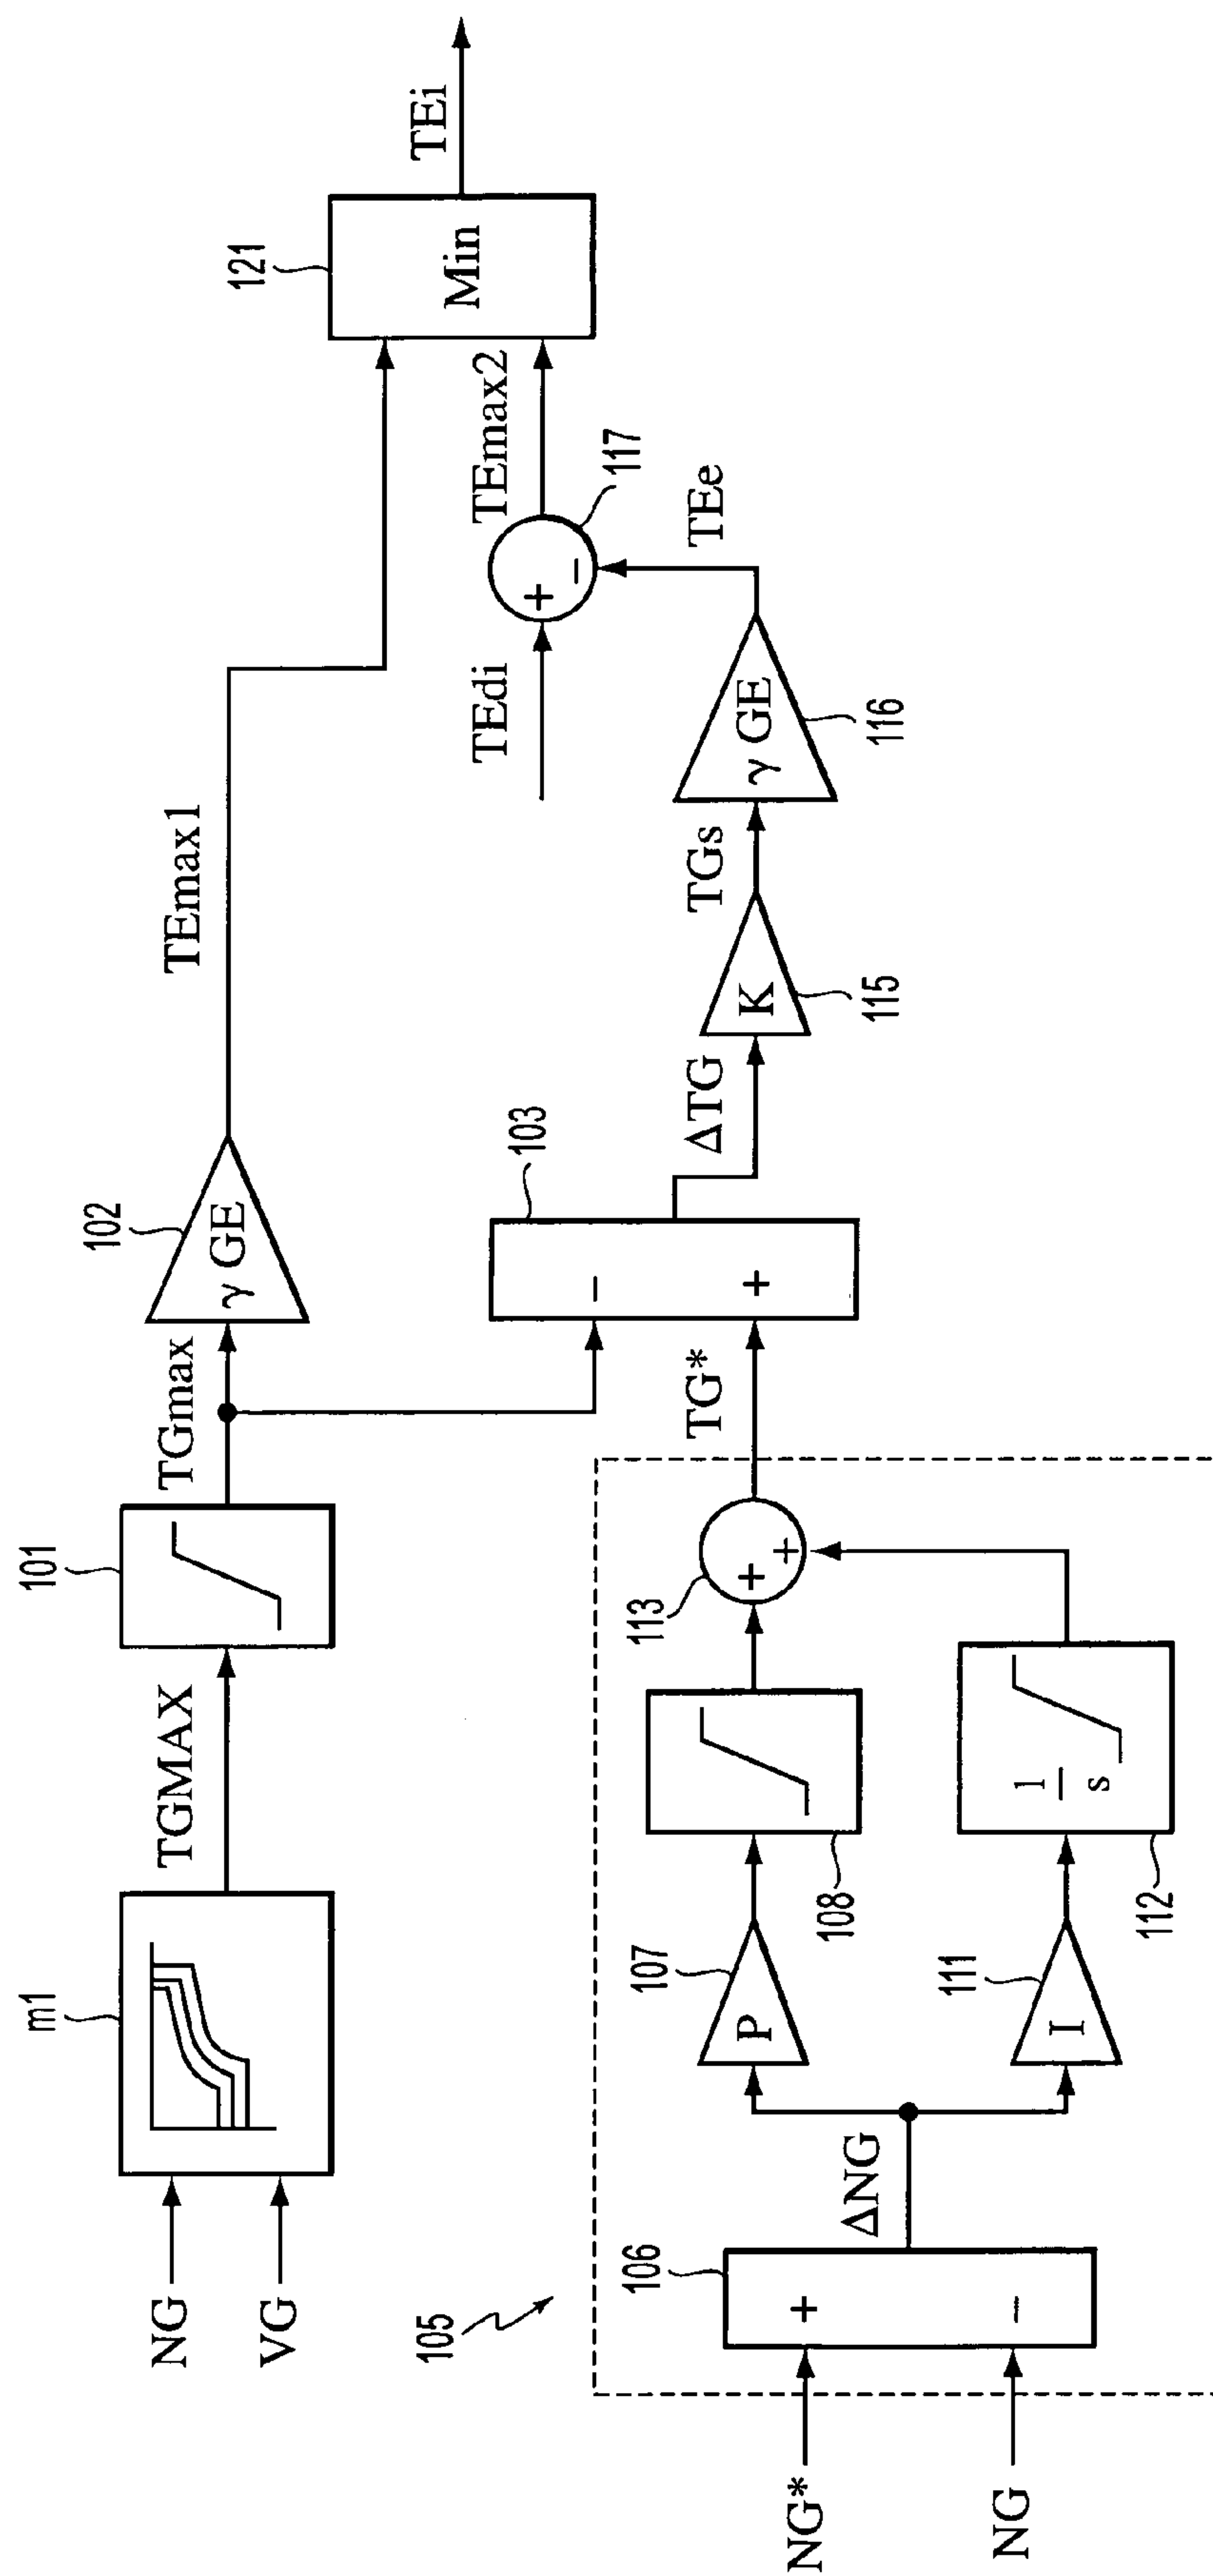 NG
VG
m1
TGMAX
101
TGmax
102
γ GE
TEmax1
121
Min
TEi
105
NG*
NG
106
+
−
ΔNG
107
P
108
111
I
112
1
s
113
+
+
TG*
103
−
+
ΔTG
K
115
TGs
γ GE
116
TEe
TEdi
+
−
117
TEmax2